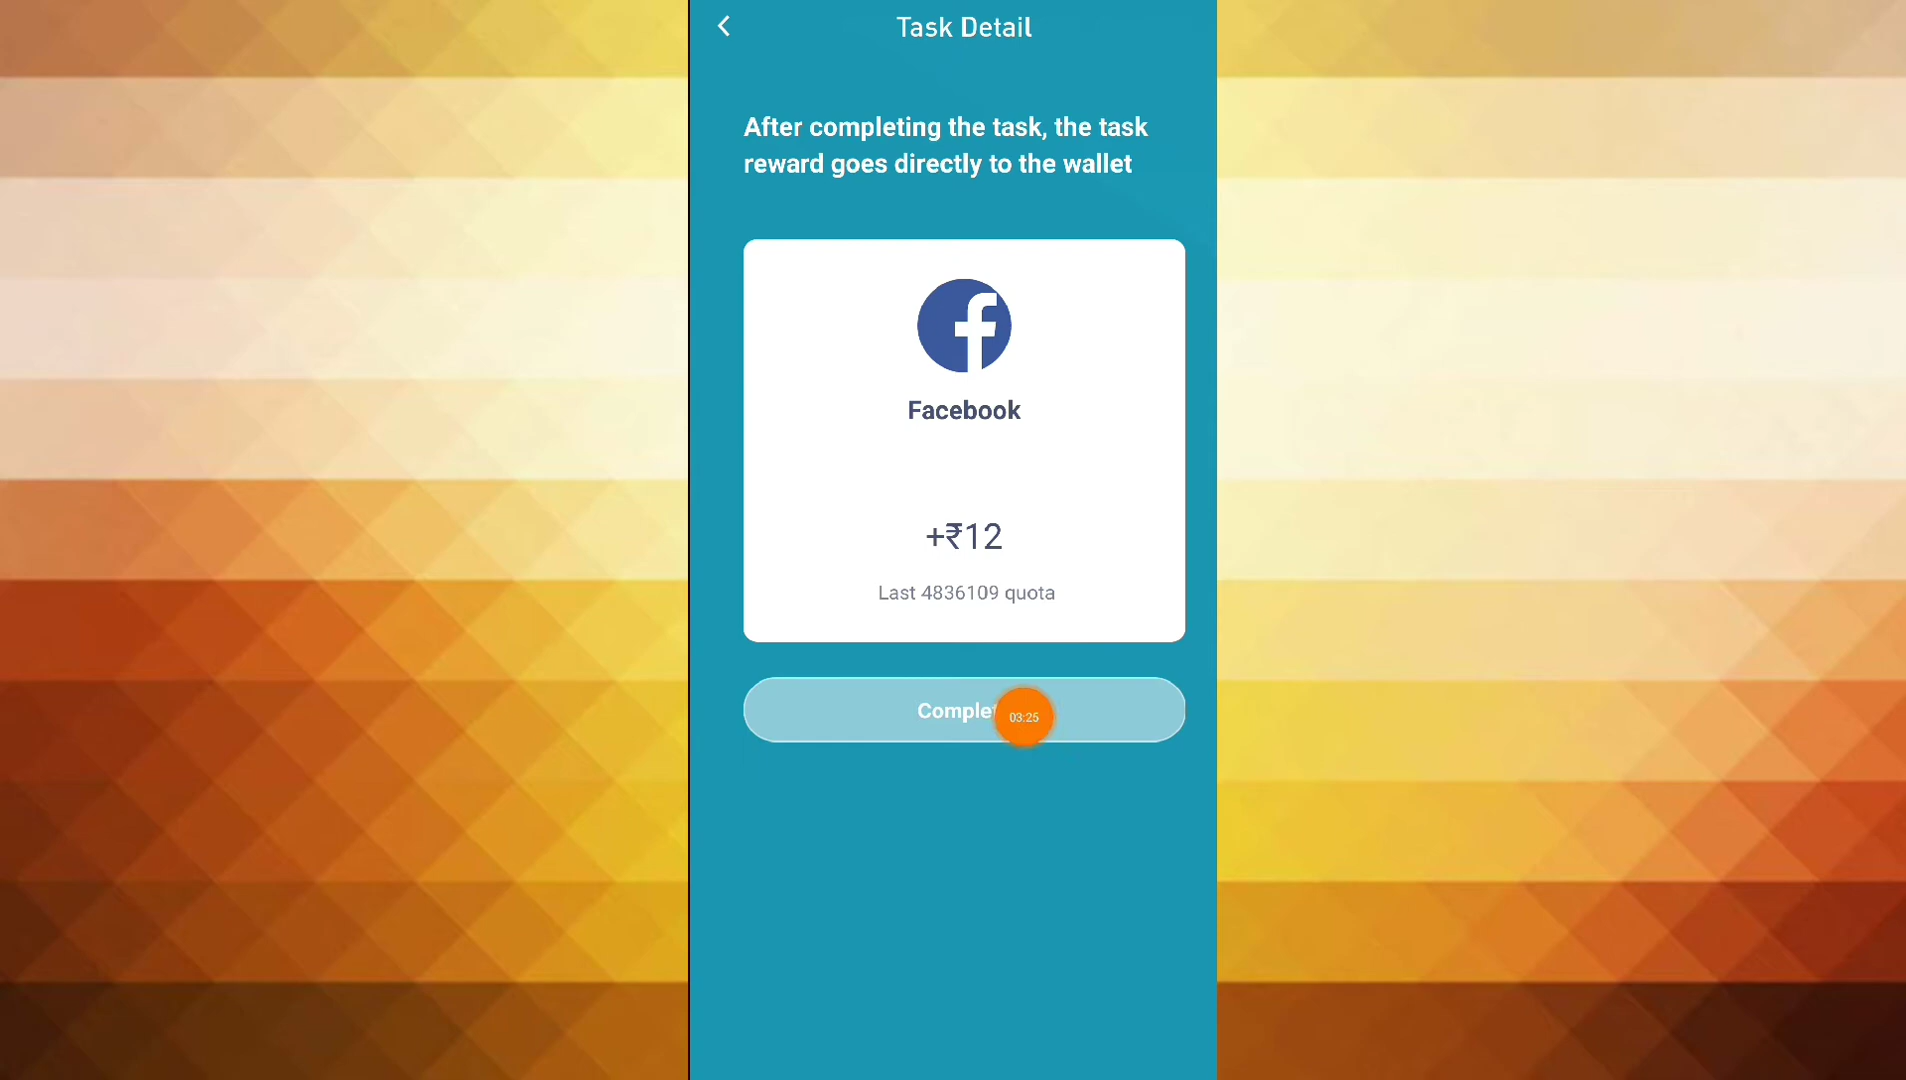 Task Detail
After completing the task, the task
reward goes directly to the wallet
Facebook
+₹12
Last 4836109 quota
03:25